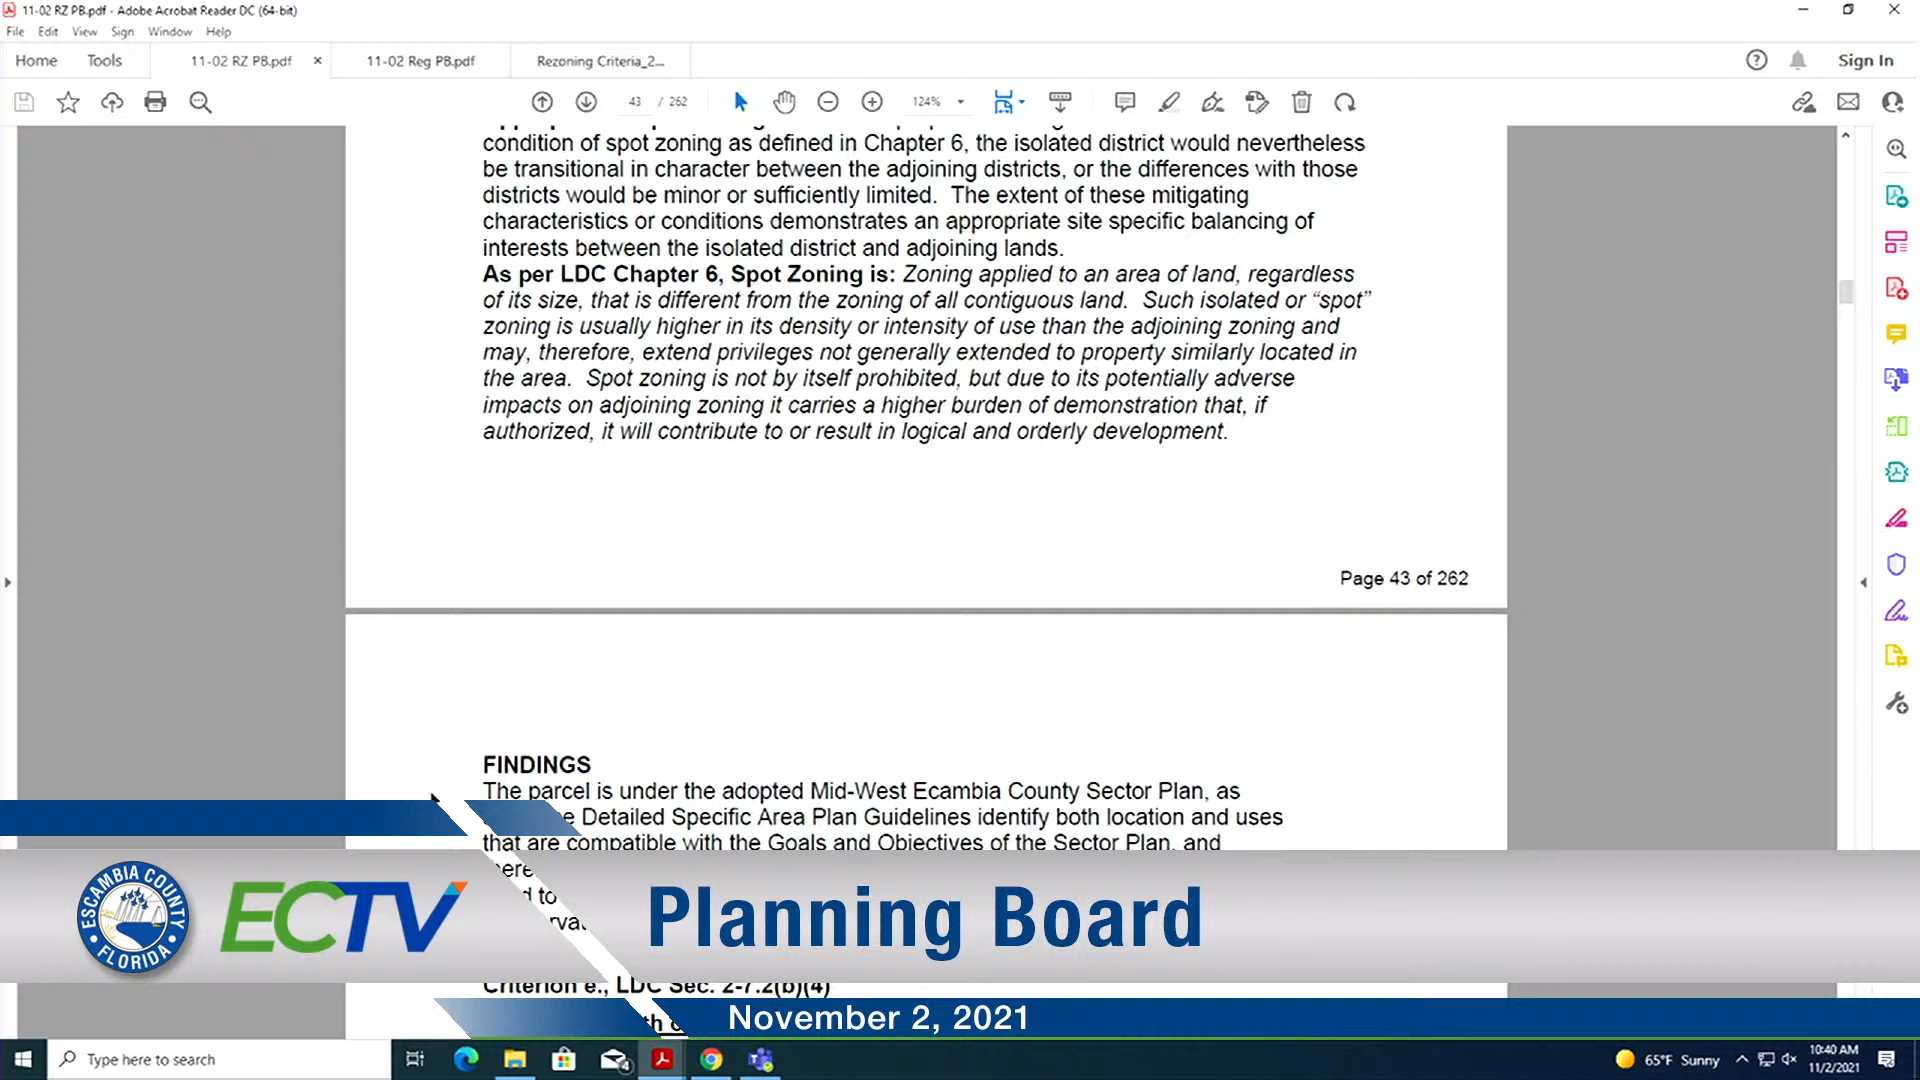 11-02 RZ PB.pdf - Adobe Acrobat Reader DC (64-bit)
File Edit View Sign Window Help
Home Tools 11-02 RZ PB.pdf × 11-02 Reg PB.pdf Rezoning Criteria_2... Sign In
43 / 262 124%
condition of spot zoning as defined in Chapter 6, the isolated district would nevertheless
be transitional in character between the adjoining districts, or the differences with those
districts would be minor or sufficiently limited. The extent of these mitigating
characteristics or conditions demonstrates an appropriate site specific balancing of
interests between the isolated district and adjoining lands.
As per LDC Chapter 6, Spot Zoning is: Zoning applied to an area of land, regardless
of its size, that is different from the zoning of all contiguous land. Such isolated or “spot”
zoning is usually higher in its density or intensity of use than the adjoining zoning and
may, therefore, extend privileges not generally extended to property similarly located in
the area. Spot zoning is not by itself prohibited, but due to its potentially adverse
impacts on adjoining zoning it carries a higher burden of demonstration that, if
authorized, it will contribute to or result in logical and orderly development.
Page 43 of 262
FINDINGS
The parcel is under the adopted Mid-West Ecambia County Sector Plan, as
Detailed Specific Area Plan Guidelines identify both location and uses
that are compatible with the Goals and Objectives of the Sector Plan, and
to
ESCAMBIA COUNTY
FLORIDA
ECTV
Planning Board
Criterion e., LDC Sec. 2-7.2(b)(4)
November 2, 2021
Type here to search
4
65°F Sunny
10:40 AM
11/2/2021